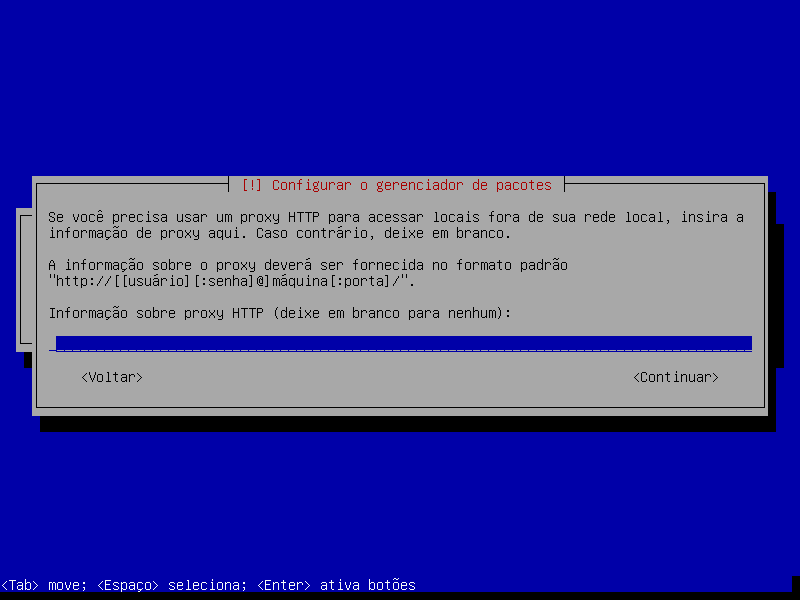 [!] Configurar o gerenciador de pacotes
Se você precisa usar um proxy HTTP para acessar locais fora de sua rede local, insira a
informação de proxy aqui. Caso contrário, deixe em branco.
A informação sobre o proxy deverá ser fornecida no formato padrão
"http://[[usuário][:senha]@]máquina[:porta]/".
Informação sobre proxy HTTP (deixe em branco para nenhum):
<Voltar> <Continuar>
<Tab> move; <Espaço> seleciona; <Enter> ativa botões